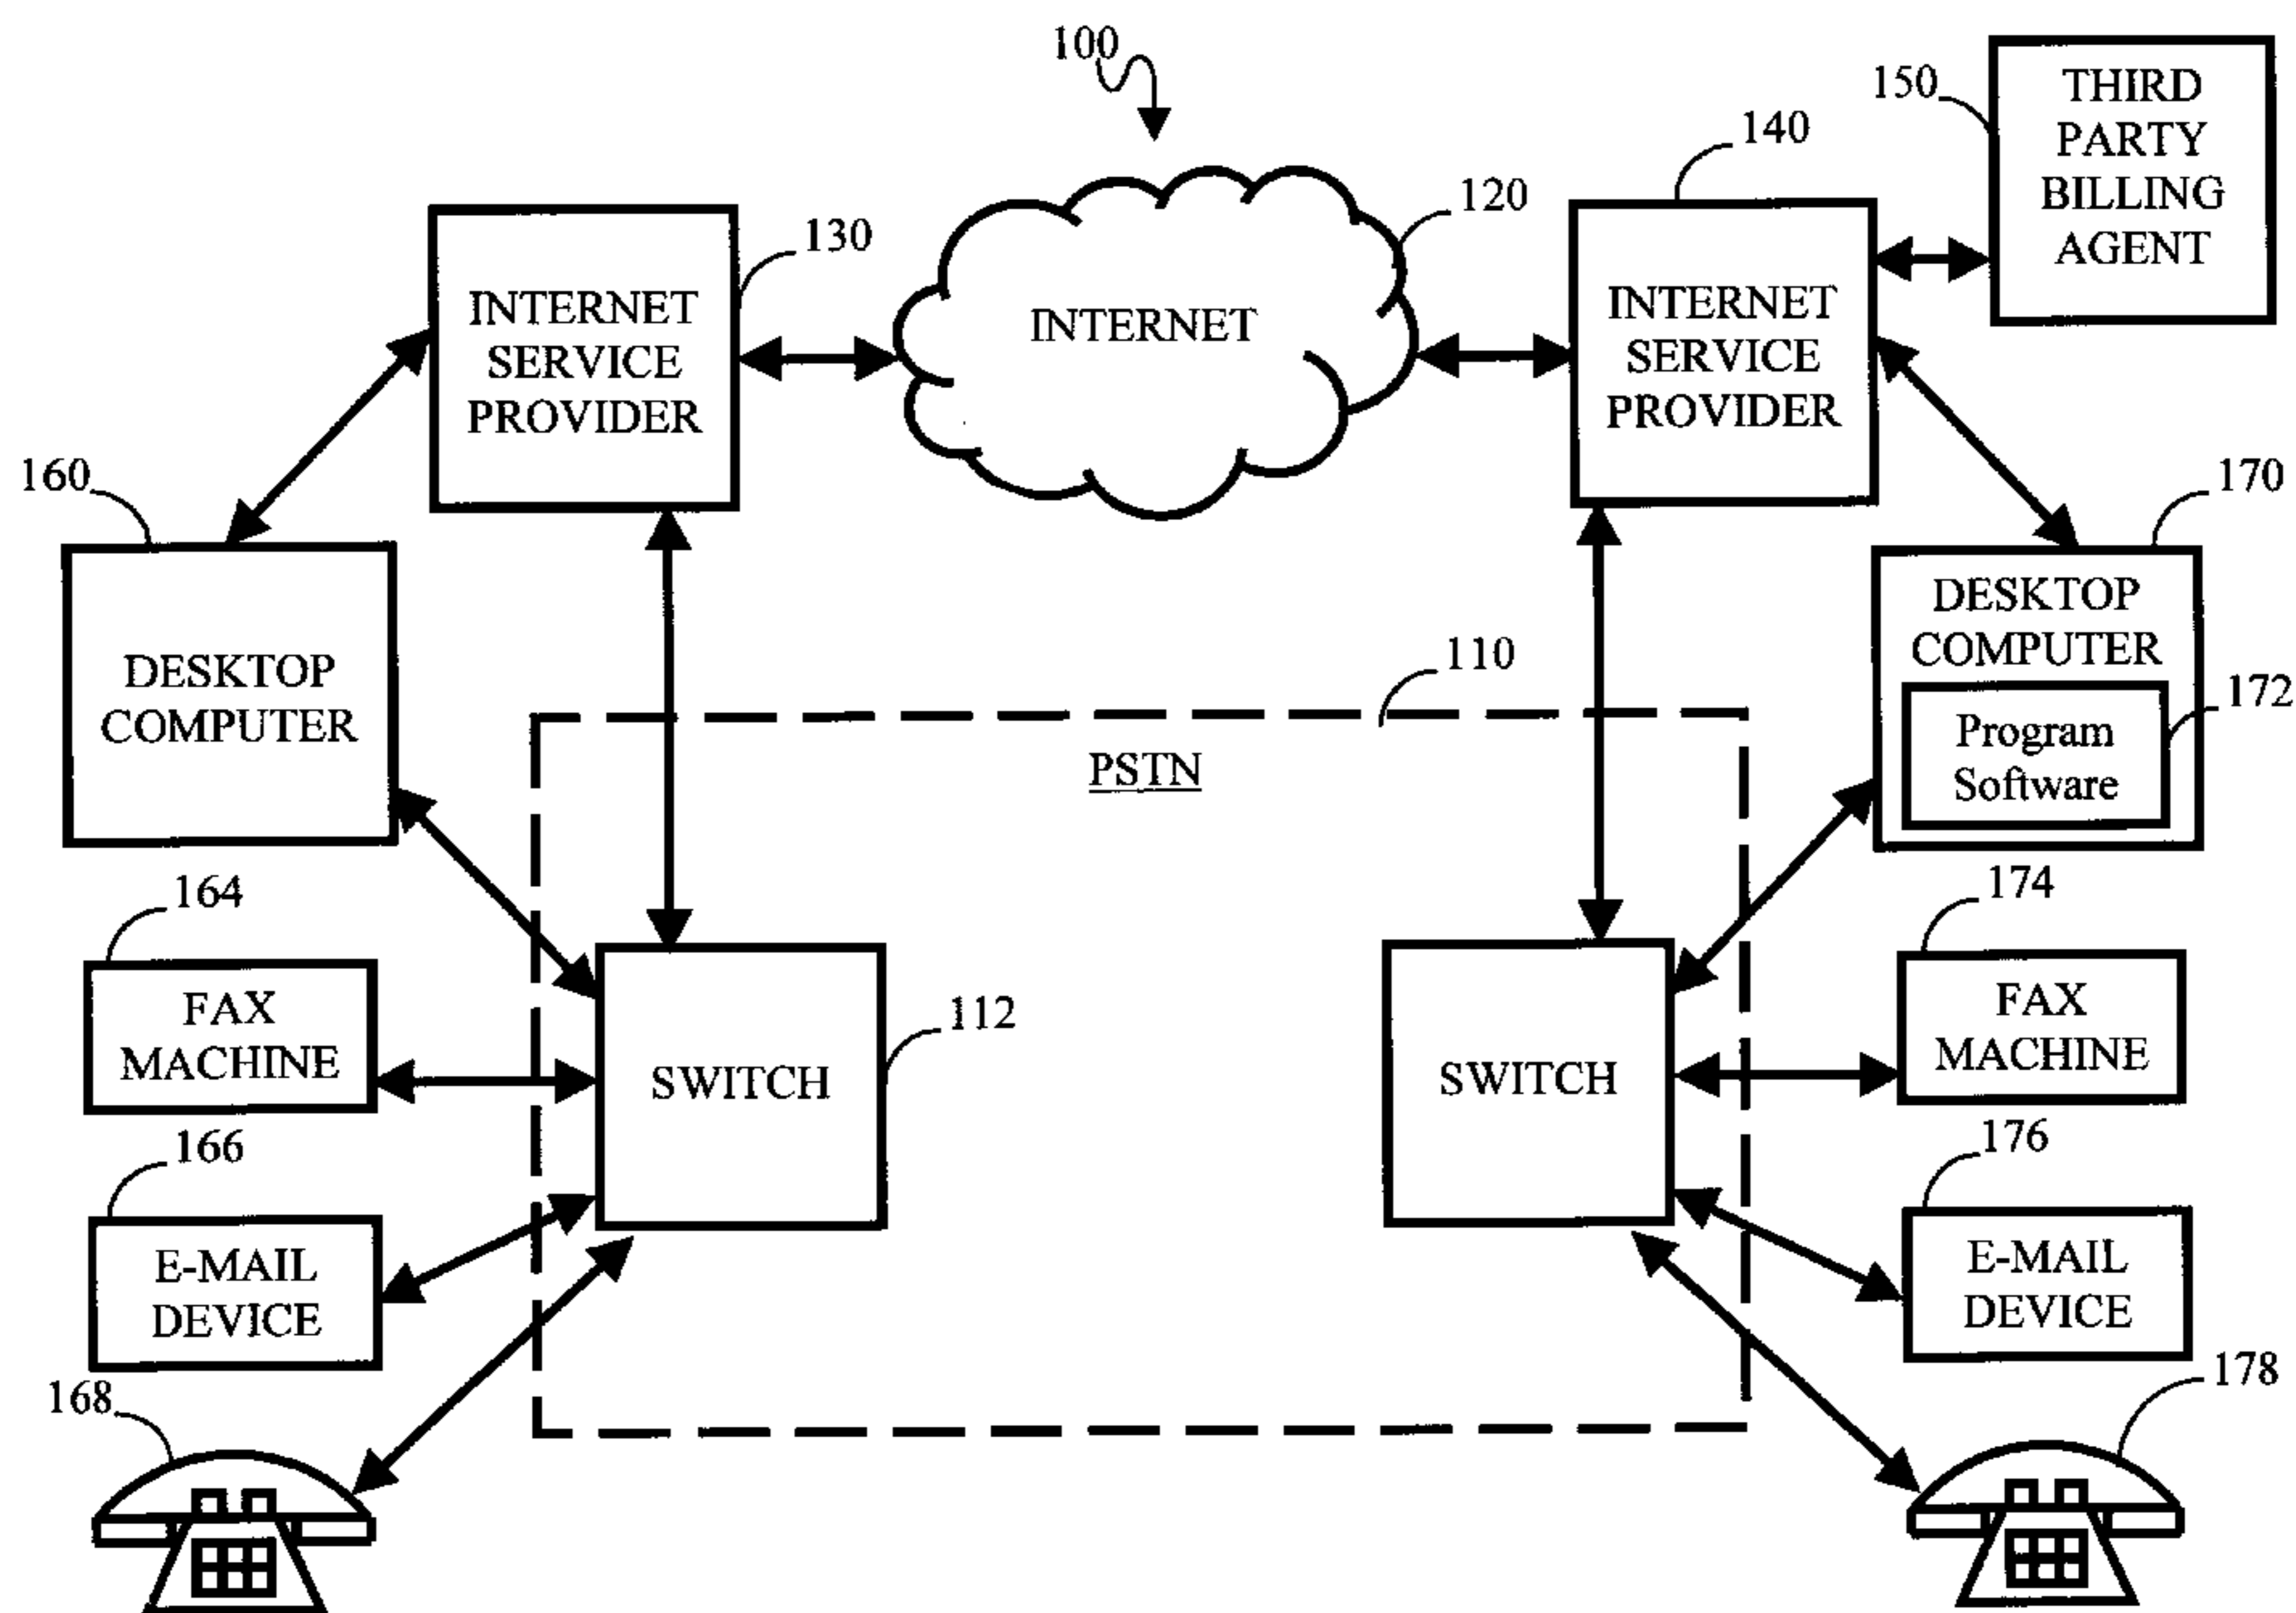 100
150
THIRD
PARTY
BILLING
AGENT
140
120
130
INTERNET
SERVICE
PROVIDER
INTERNET
INTERNET
SERVICE
PROVIDER
160
170
DESKTOP
COMPUTER
DESKTOP
COMPUTER
172
Program
Software
110
PSTN
164
FAX
MACHINE
112
SWITCH
SWITCH
174
FAX
MACHINE
166
E-MAIL
DEVICE
176
E-MAIL
DEVICE
168
178